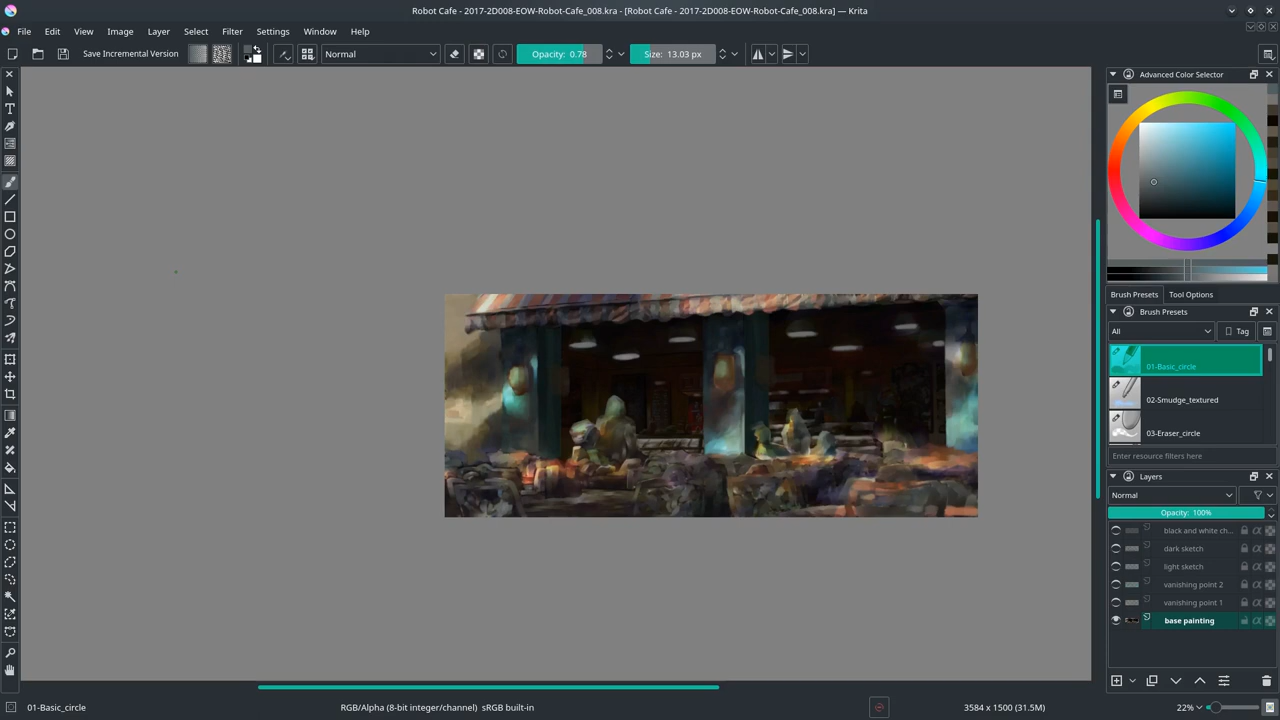 Robot Cafe - 2017-2D008-EOW-Robot-Cafe_008.kra - [Robot Cafe - 2017-2D008-EOW-Robot-Cafe_008.kra] — Krita
File Edit View Image Layer Select Filter Settings Window Help
Save Incremental Version Normal Opacity: 0.78 Size: 13.03 px
Advanced Color Selector
Brush Presets Tool Options
Brush Presets
All Tag
01-Basic_circle
02-Smudge_textured
03-Eraser_circle
Enter resource filters here
Layers
Normal
Opacity: 100%
black and white ch...
dark sketch
light sketch
vanishing point 2
vanishing point 1
base painting
01-Basic_circle RGB/Alpha (8-bit integer/channel) sRGB built-in 3584 x 1500 (31.5M) 22%